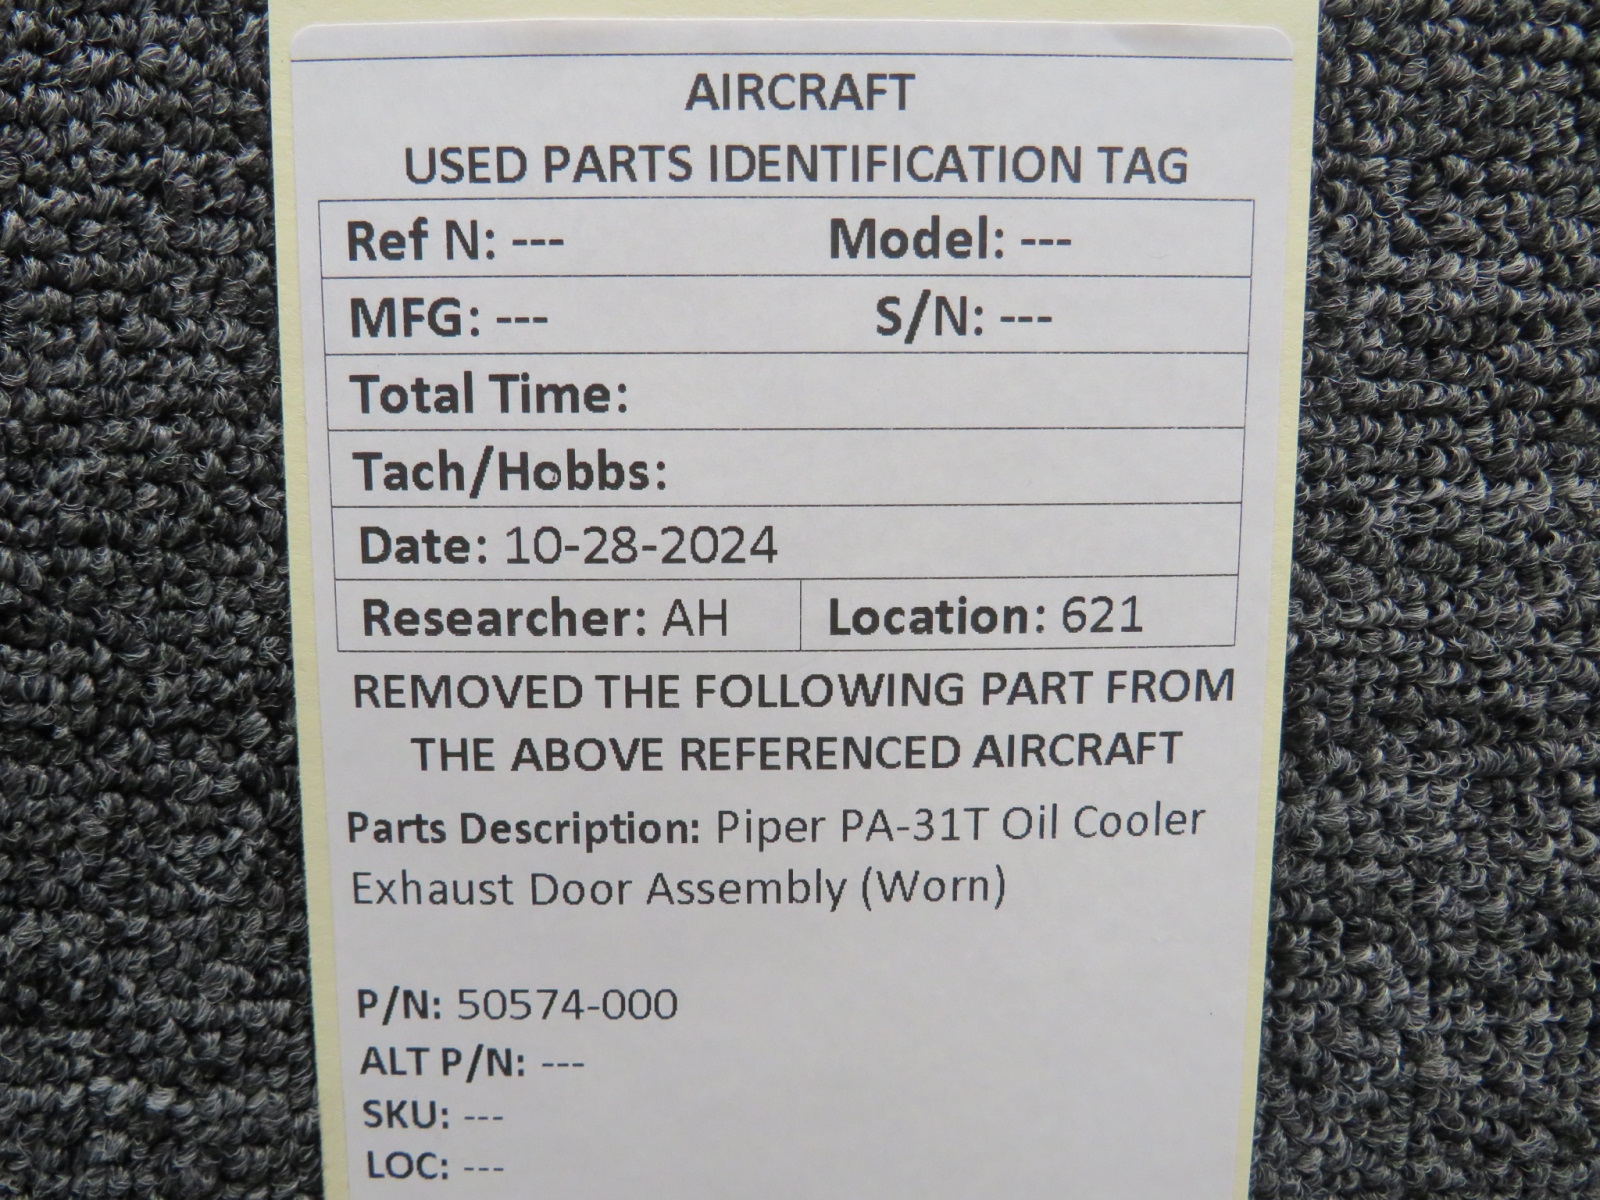 AIRCRAFT
USED PARTS IDENTIFICATION TAG
Ref N: --- Model: ---
MFG: --- S/N: ---
Total Time:
Tach/Hobbs:
Date: 10-28-2024
Researcher: AH Location: 621
REMOVED THE FOLLOWING PART FROM
THE ABOVE REFERENCED AIRCRAFT
Parts Description: Piper PA-31T Oil Cooler
Exhaust Door Assembly (Worn)
P/N: 50574-000
ALT P/N: ---
SKU: ---
LOC: ---